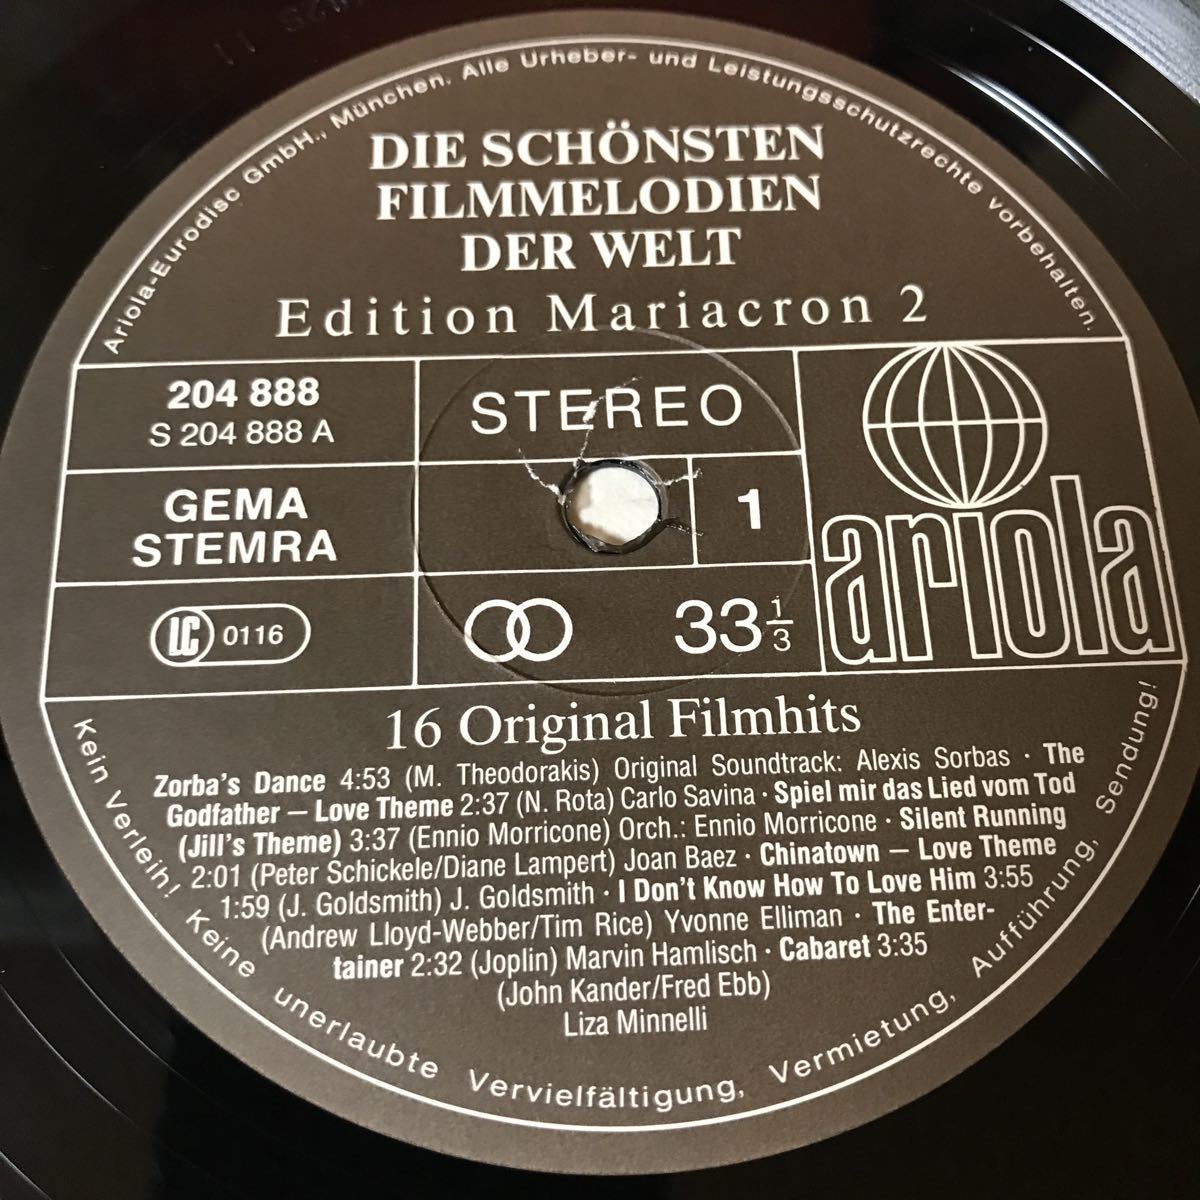 Ariola-Eurodisc GmbH., München. Alle Urheber- und Leistungsschutzrechte vorbehalten.
DIE SCHÖNSTEN
FILMMELODIEN
DER WELT
Edition Mariacron 2
204 888
S 204 888 A
STEREO
GEMA
STEMRA
1
ariola
LC 0116
33 1/3
16 Original Filmhits
Zorba's Dance 4:53 (M. Theodorakis) Original Soundtrack: Alexis Sorbas · The
Godfather – Love Theme 2:37 (N. Rota) Carlo Savina · Spiel mir das Lied vom Tod
(Jill's Theme) 3:37 (Ennio Morricone) Orch.: Ennio Morricone · Silent Running
2:01 (Peter Schickele/Diane Lampert) Joan Baez · Chinatown – Love Theme
1:59 (J. Goldsmith) J. Goldsmith · I Don't Know How To Love Him 3:55
(Andrew Lloyd-Webber/Tim Rice) Yvonne Elliman · The Enter-
tainer 2:32 (Joplin) Marvin Hamlisch · Cabaret 3:35
(John Kander/Fred Ebb)
Liza Minnelli
Kein Verleih! Keine unerlaubte Vervielfältigung, Vermietung, Aufführung, Sendung!